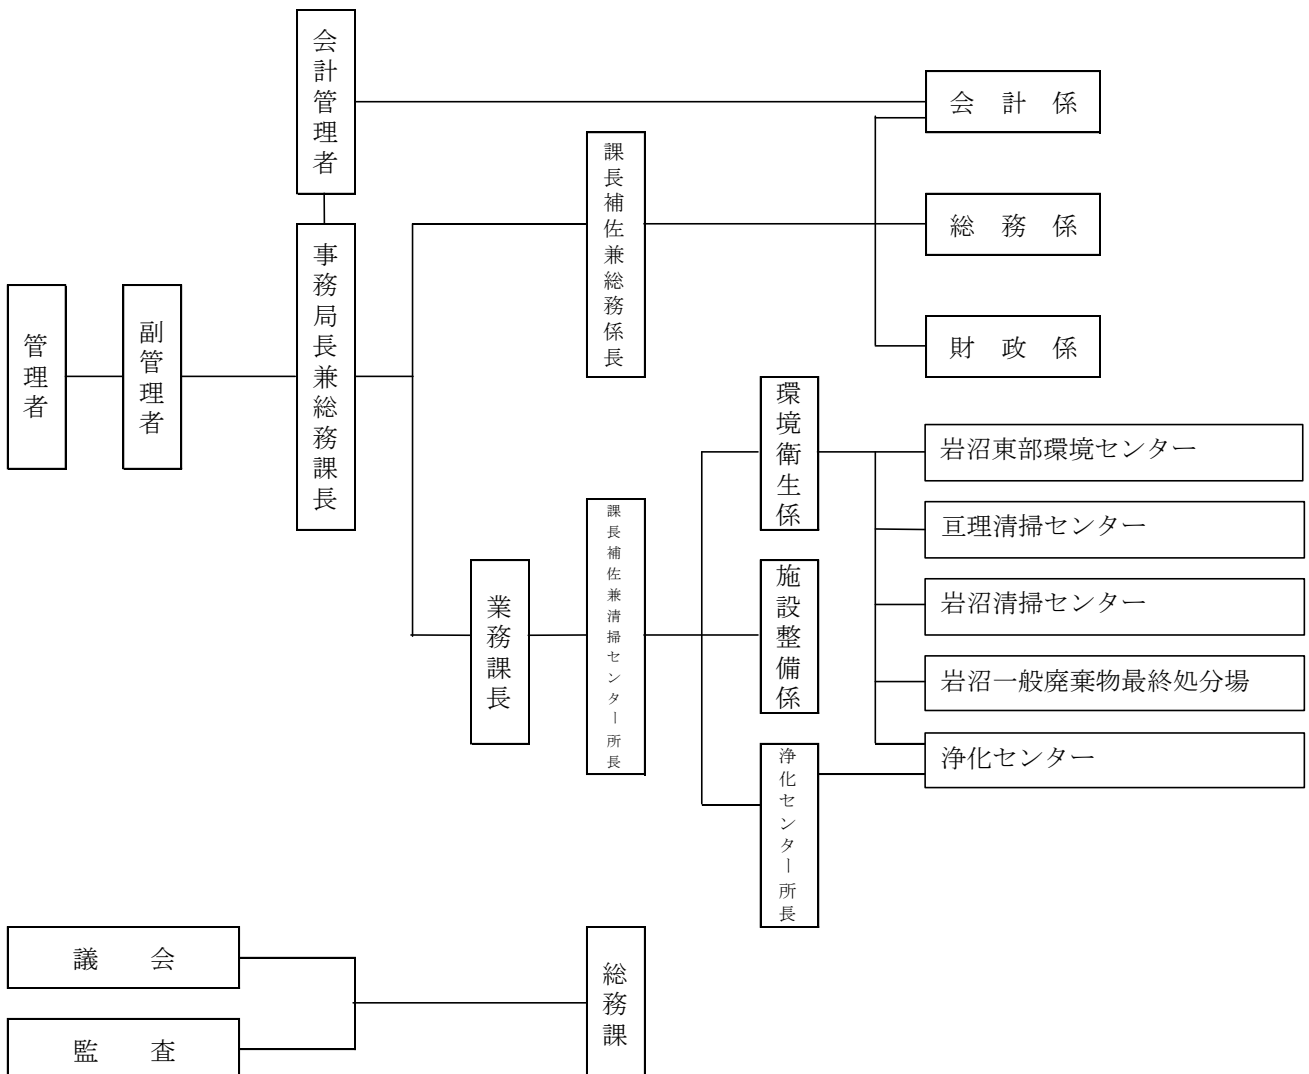 会計管理者
会　計　係
課長補佐兼総務係長
総　務　係
事務局長兼総務課長
管理者
副管理者
財　政　係
環境衛生係
岩沼東部環境センター
亘理清掃センター
課長補佐兼清掃センター所長
業務課長
施設整備係
岩沼清掃センター
岩沼一般廃棄物最終処分場
浄化センター所長
浄化センター
議　　会
総務課
監　　査